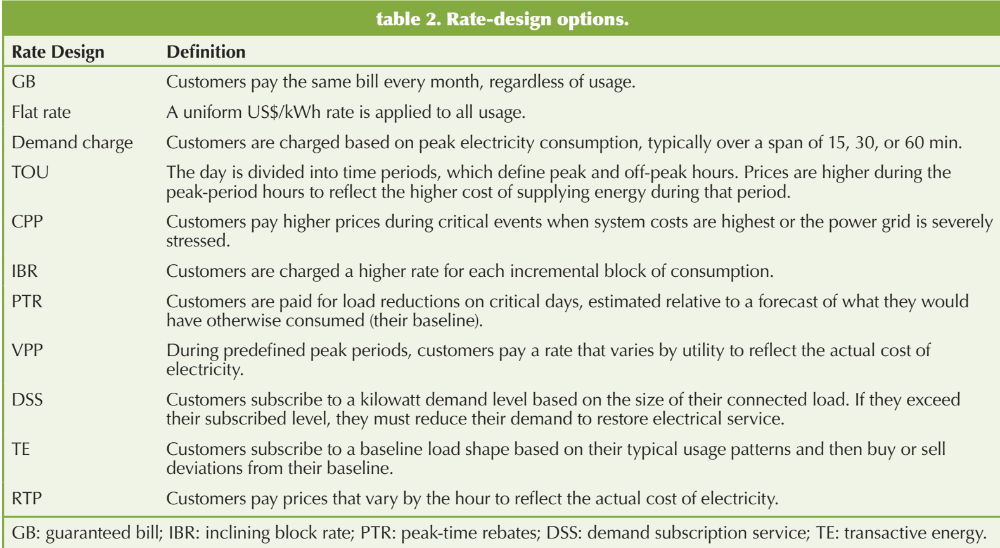 table 2. Rate-design options.
Rate Design Definition
GB Customers pay the same bill every month, regardless of usage.
Flat rate A uniform US$/kWh rate is applied to all usage.
Demand charge Customers are charged based on peak electricity consumption, typically over a span of 15, 30, or 60 min.
TOU The day is divided into time periods, which define peak and off-peak hours. Prices are higher during the
peak-period hours to reflect the higher cost of supplying energy during that period.
CPP Customers pay higher prices during critical events when system costs are highest or the power grid is severely
stressed.
IBR Customers are charged a higher rate for each incremental block of consumption.
PTR Customers are paid for load reductions on critical days, estimated relative to a forecast of what they would
have otherwise consumed (their baseline).
VPP During predefined peak periods, customers pay a rate that varies by utility to reflect the actual cost of
electricity.
DSS Customers subscribe to a kilowatt demand level based on the size of their connected load. If they exceed
their subscribed level, they must reduce their demand to restore electrical service.
TE Customers subscribe to a baseline load shape based on their typical usage patterns and then buy or sell
deviations from their baseline.
RTP Customers pay prices that vary by the hour to reflect the actual cost of electricity.
GB: guaranteed bill; IBR: inclining block rate; PTR: peak-time rebates; DSS: demand subscription service; TE: transactive energy.